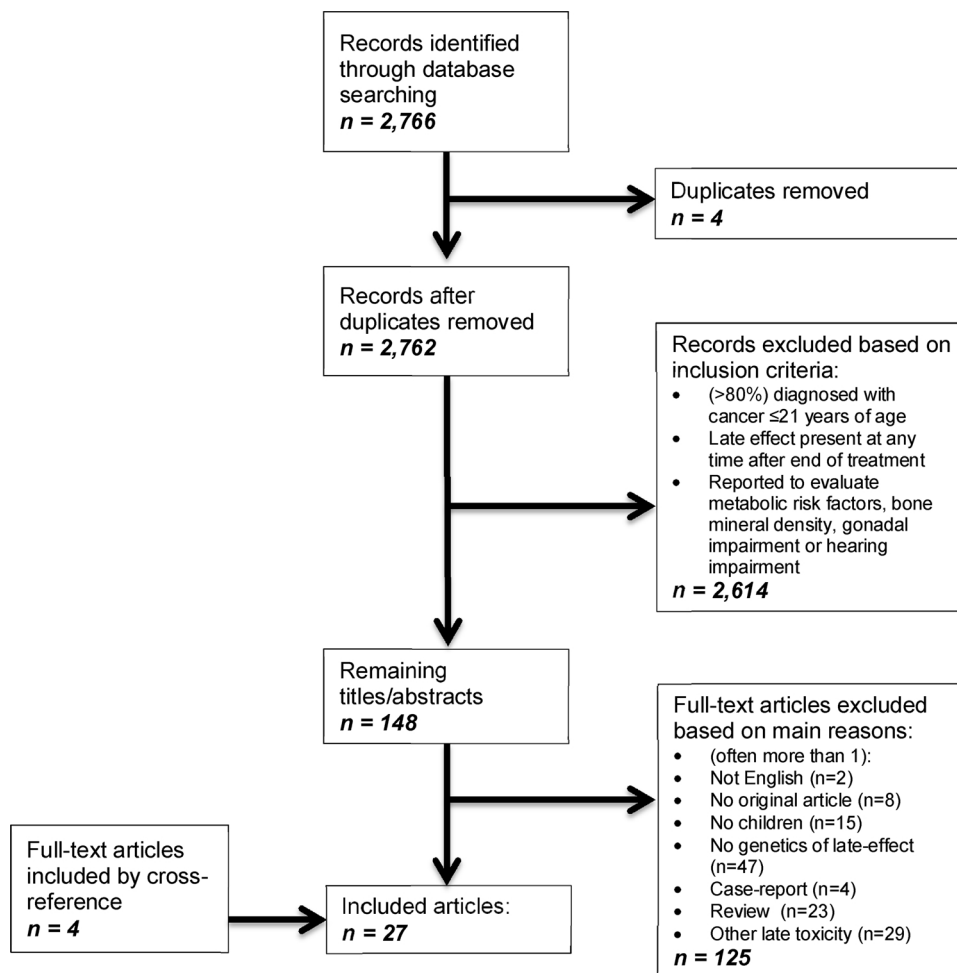 Records identified
through database
searching
n = 2,766
Duplicates removed
n = 4
Records after
duplicates removed
n = 2,762
Records excluded based on
inclusion criteria:
• (>80%) diagnosed with
cancer ≤21 years of age
• Late effect present at any
time after end of treatment
• Reported to evaluate
metabolic risk factors, bone
mineral density, gonadal
impairment or hearing
impairment
n = 2,614
Remaining
titles/abstracts
n = 148
Full-text articles excluded
based on main reasons:
• (often more than 1):
• Not English (n=2)
• No original article (n=8)
• No children (n=15)
• No genetics of late-effect
(n=47)
• Case-report (n=4)
• Review (n=23)
• Other late toxicity (n=29)
n = 125
Full-text articles
included by cross-
reference
n = 4
Included articles:
n = 27